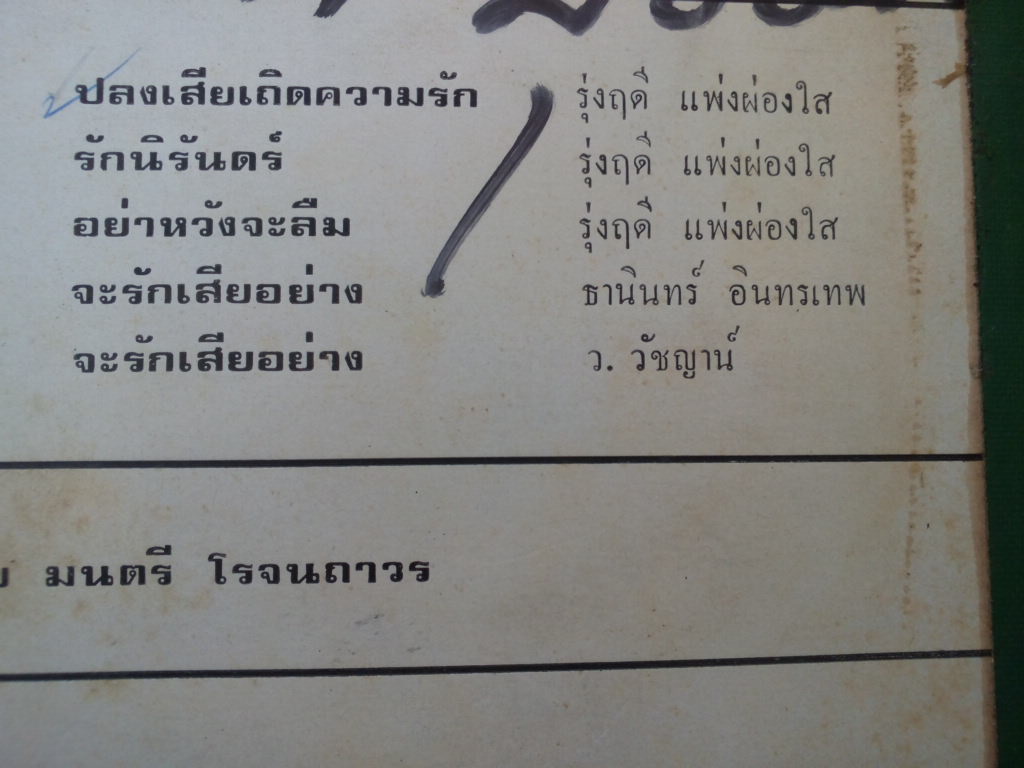 ปลงเสียเถิดความรัก รุ่งฤดี แพ่งผ่องใส
รักนิรันดร์ รุ่งฤดี แพ่งผ่องใส
อย่าหวังจะลืม รุ่งฤดี แพ่งผ่องใส
จะรักเสียอย่าง ธานินทร์ อินทรเทพ
จะรักเสียอย่าง ว. วัชญาน์
มนตรี โรจนถาวร